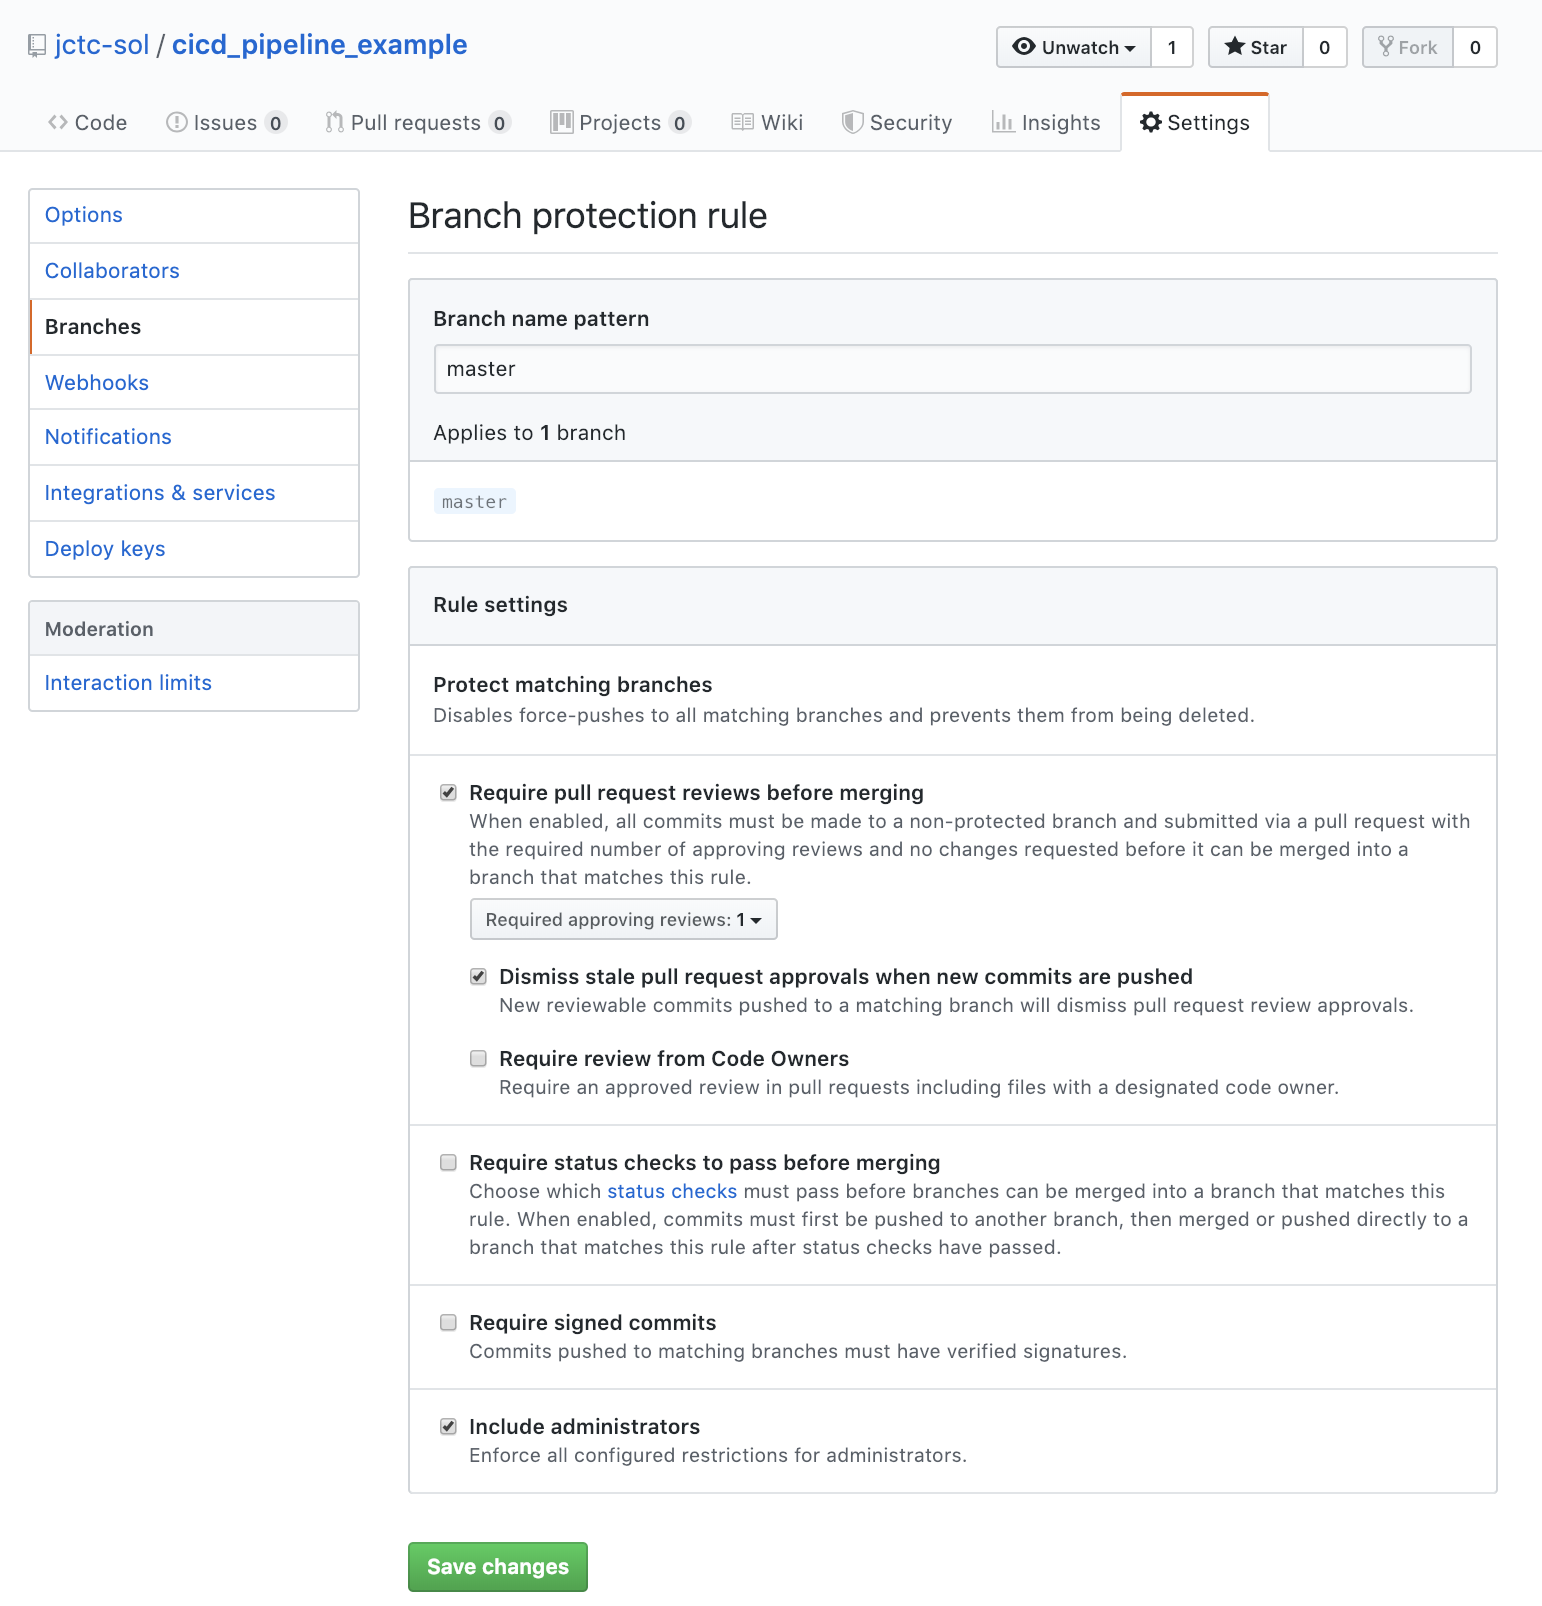 jctc-sol / cicd_pipeline_example
Unwatch 1 Star 0 Fork 0
Code Issues 0 Pull requests 0 Projects 0 Wiki Security Insights Settings
Options
Collaborators
Branches
Webhooks
Notifications
Integrations & services
Deploy keys
Moderation
Interaction limits
Branch protection rule
Branch name pattern
master
Applies to 1 branch
master
Rule settings
Protect matching branches
Disables force-pushes to all matching branches and prevents them from being deleted.
Require pull request reviews before merging
When enabled, all commits must be made to a non-protected branch and submitted via a pull request with
the required number of approving reviews and no changes requested before it can be merged into a
branch that matches this rule.
Required approving reviews: 1
Dismiss stale pull request approvals when new commits are pushed
New reviewable commits pushed to a matching branch will dismiss pull request review approvals.
Require review from Code Owners
Require an approved review in pull requests including files with a designated code owner.
Require status checks to pass before merging
Choose which status checks must pass before branches can be merged into a branch that matches this
rule. When enabled, commits must first be pushed to another branch, then merged or pushed directly to a
branch that matches this rule after status checks have passed.
Require signed commits
Commits pushed to matching branches must have verified signatures.
Include administrators
Enforce all configured restrictions for administrators.
Save changes